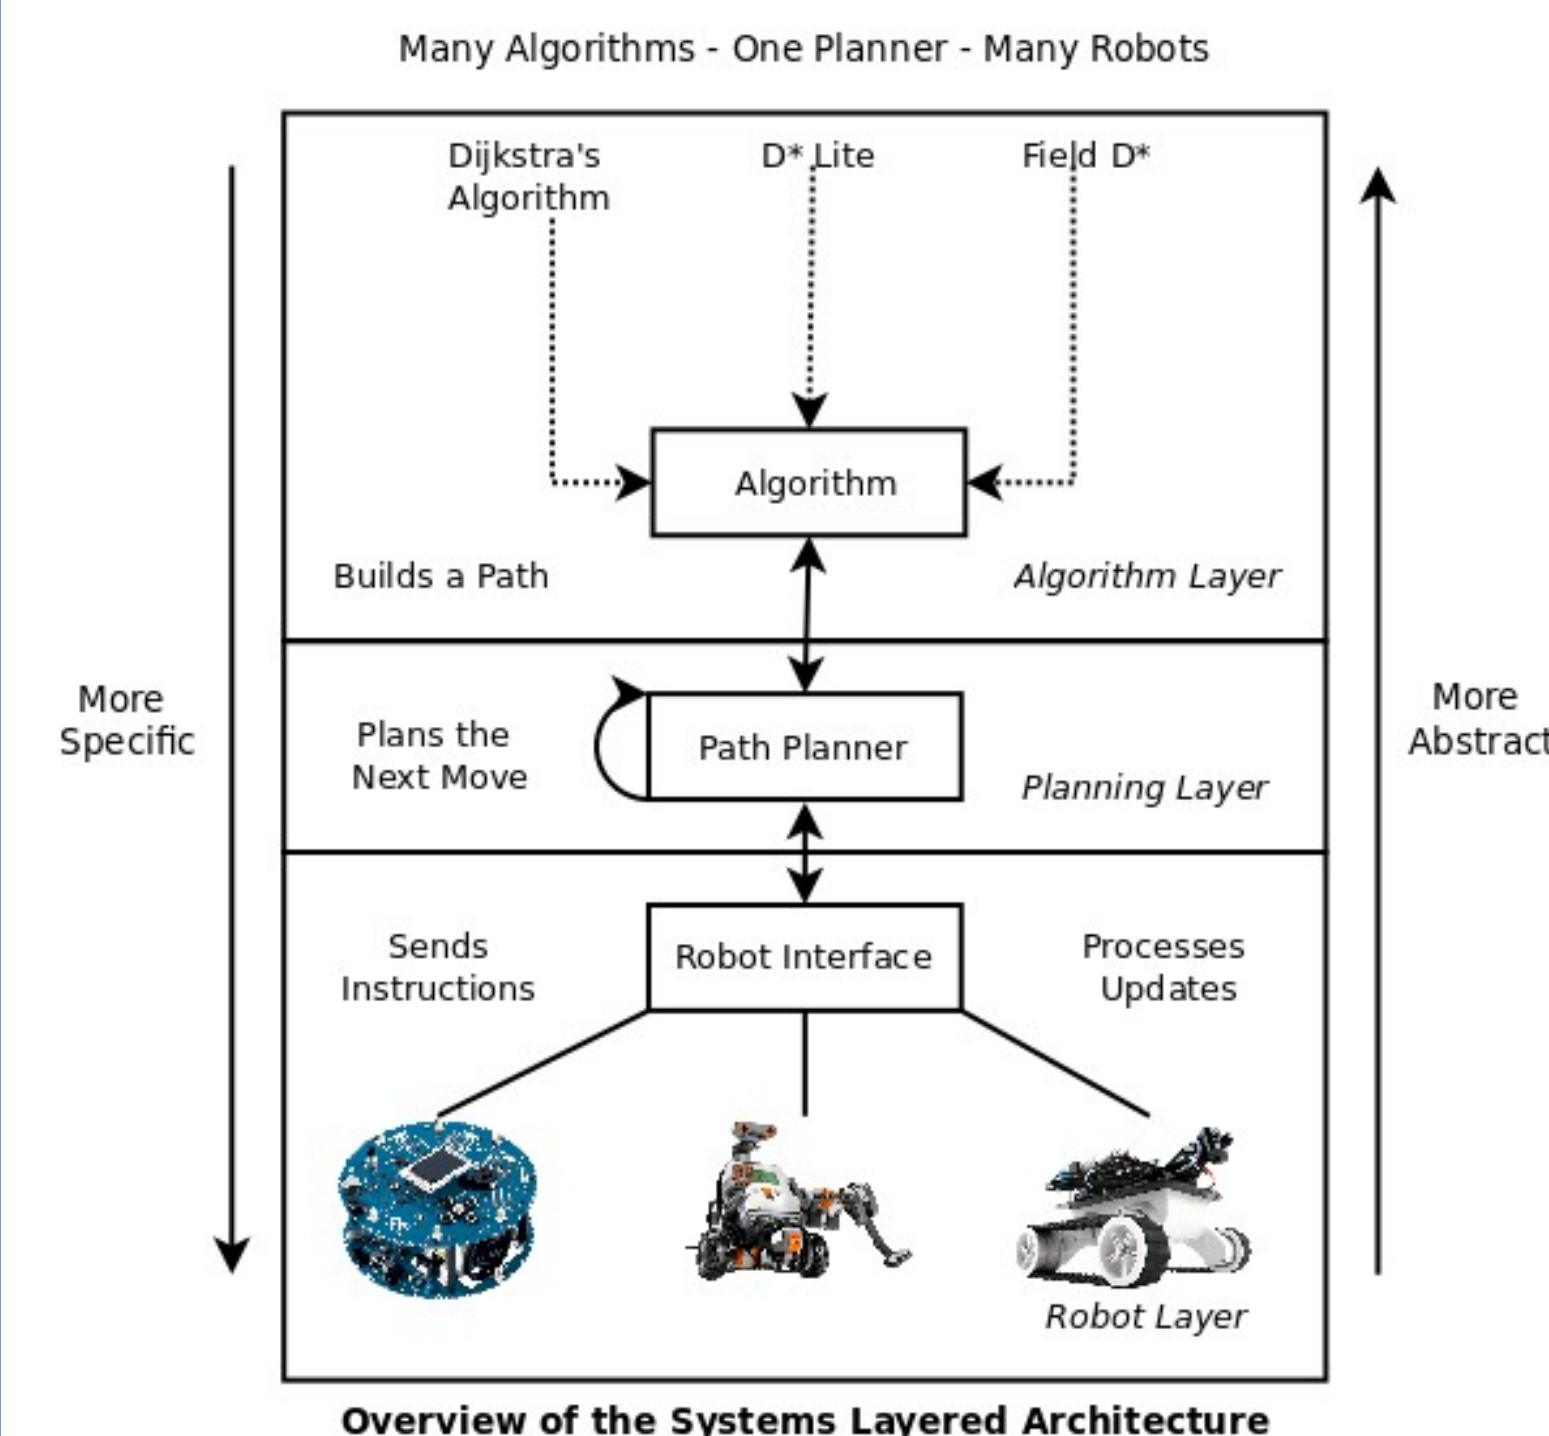 Many Algorithms - One Planner - Many Robots
Dijkstra's
Algorithm
D* Lite
Field D*
Algorithm
Builds a Path
Algorithm Layer
More
Specific
More
Abstract
Plans the
Next Move
Path Planner
Planning Layer
Sends
Instructions
Robot Interface
Processes
Updates
Robot Layer
Overview of the Systems Layered Architecture